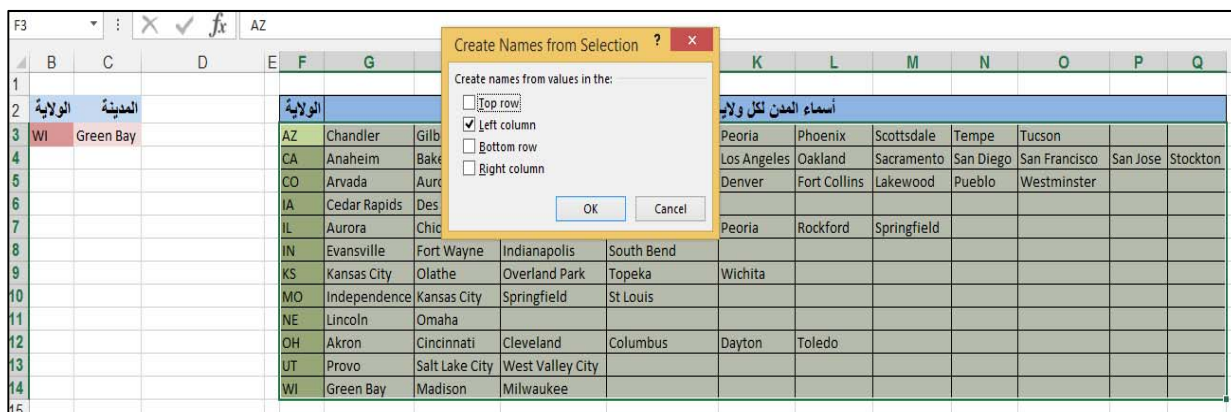 F3 fx AZ
Create Names from Selection ?
Create names from values in the:
Top row
Left column
Bottom row
Right column
OK Cancel
B C D E F G K L M N O P Q
1
2 الولاية المدينة الولاية أسماء المدن لكل
3 WI Green Bay AZ Chandler Gilb Peoria Phoenix Scottsdale Tempe Tucson
4 CA Anaheim Bake Los Angeles Oakland Sacramento San Diego San Francisco San Jose Stockton
5 CO Arvada Auro Denver Fort Collins Lakewood Pueblo Westminster
6 IA Cedar Rapids Des
7 IL Aurora Chic Peoria Rockford Springfield
8 IN Evansville Fort Wayne Indianapolis South Bend
9 KS Kansas City Olathe Overland Park Topeka Wichita
10 MO Independence Kansas City Springfield St Louis
11 NE Lincoln Omaha
12 OH Akron Cincinnati Cleveland Columbus Dayton Toledo
13 UT Provo Salt Lake City West Valley City
14 WI Green Bay Madison Milwaukee
15